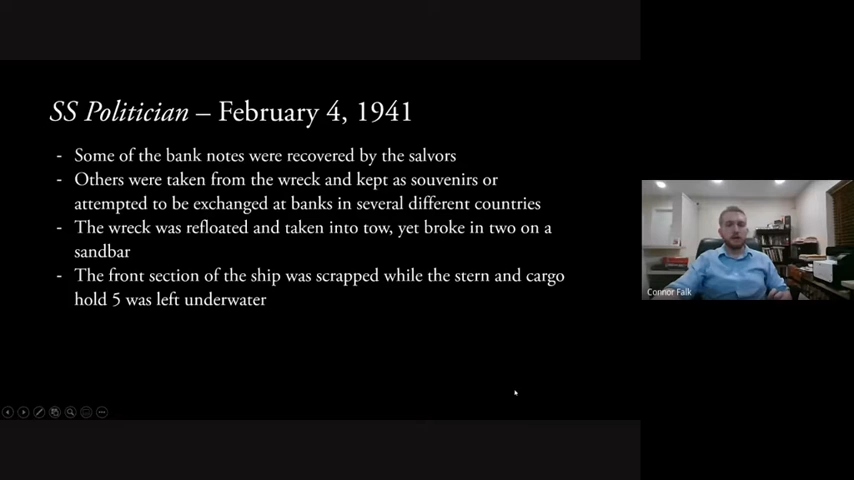 SS Politician – February 4, 1941
- Some of the bank notes were recovered by the salvors
- Others were taken from the wreck and kept as souvenirs or
attempted to be exchanged at banks in several different countries
- The wreck was refloated and taken into tow, yet broke in two on a
sandbar
- The front section of the ship was scrapped while the stern and cargo
hold 5 was left underwater
Connor Falk